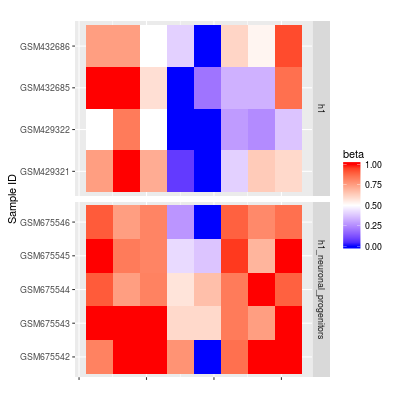 GSM432686
GSM432685
GSM429322
GSM429321
h1
GSM675546
GSM675545
GSM675544
GSM675543
GSM675542
h1_neuronal_progenitors
Sample ID
beta
1.00
0.75
0.50
0.25
0.00